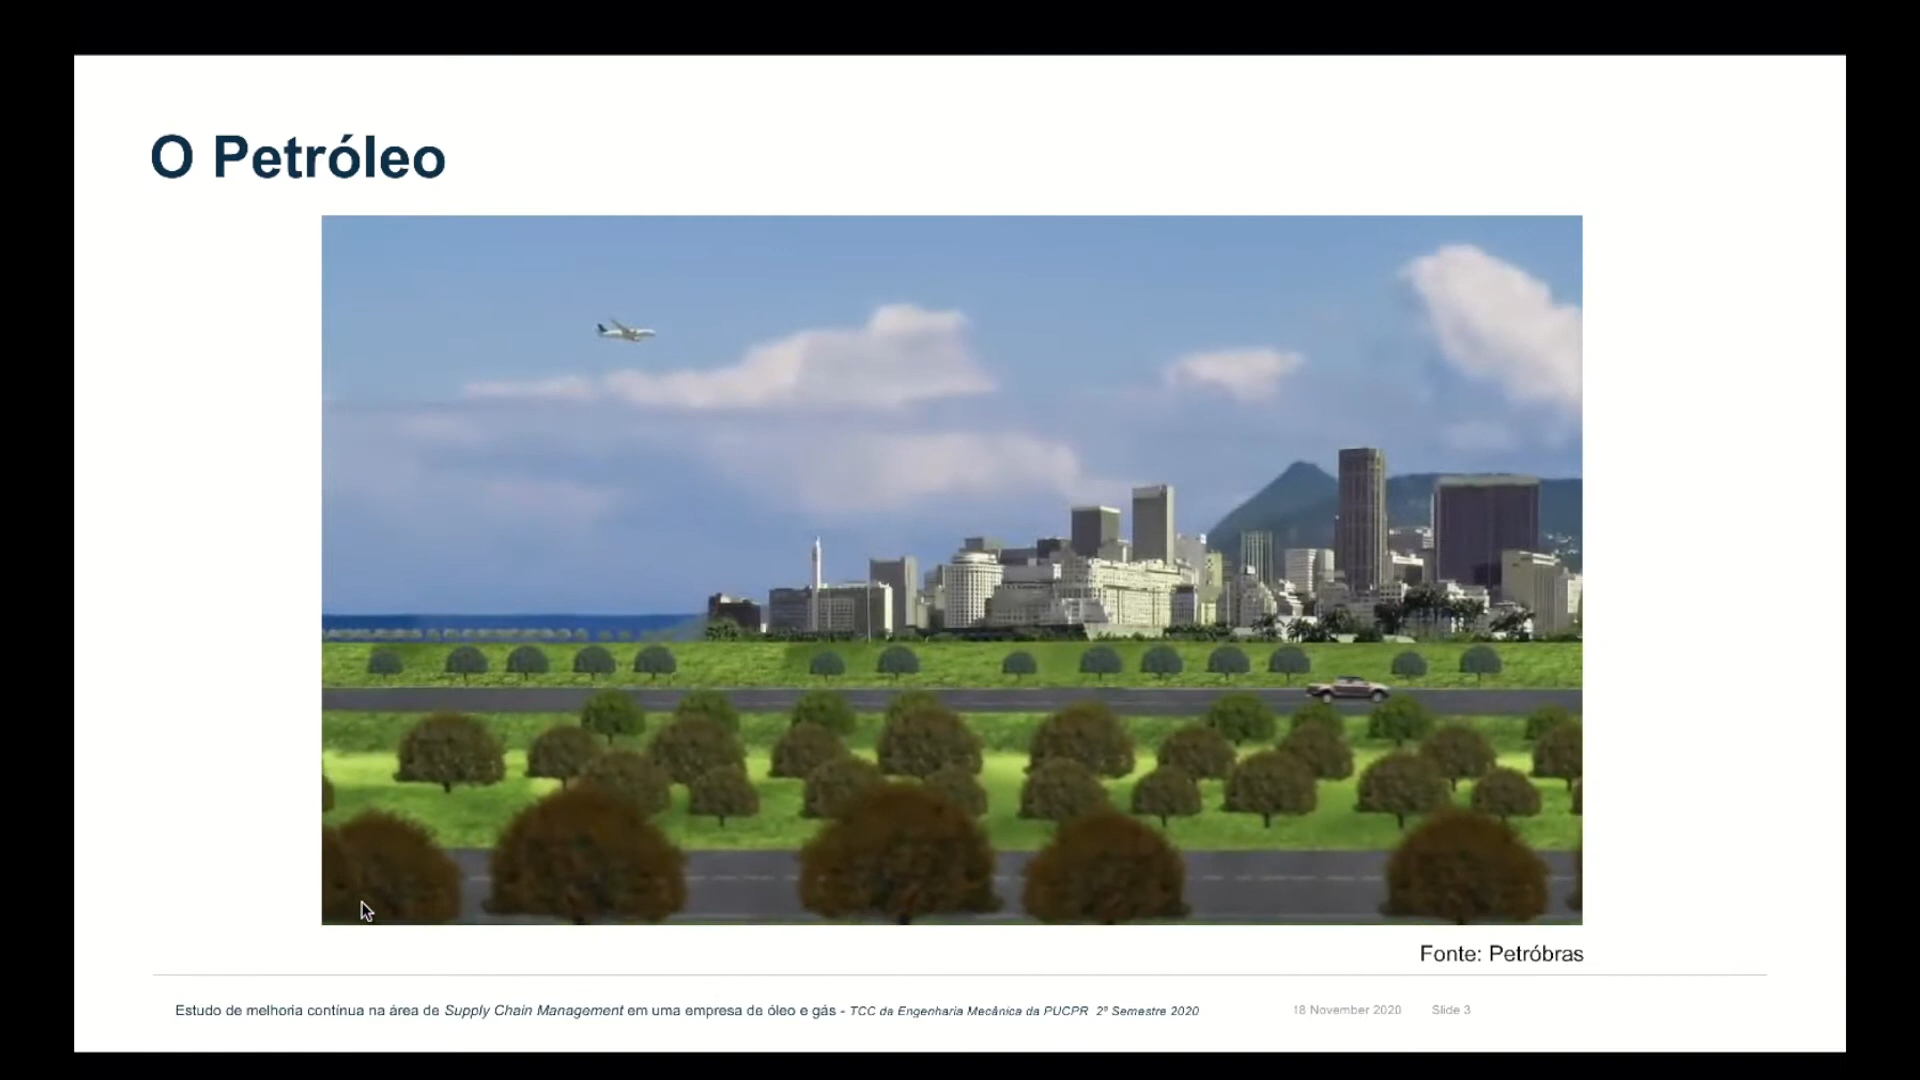 O Petróleo
Fonte: Petróbras
Estudo de melhoria contínua na área de Supply Chain Management em uma empresa de óleo e gás - TCC da Engenharia Mecânica da PUCPR 2º Semestre 2020
18 November 2020
Slide 3